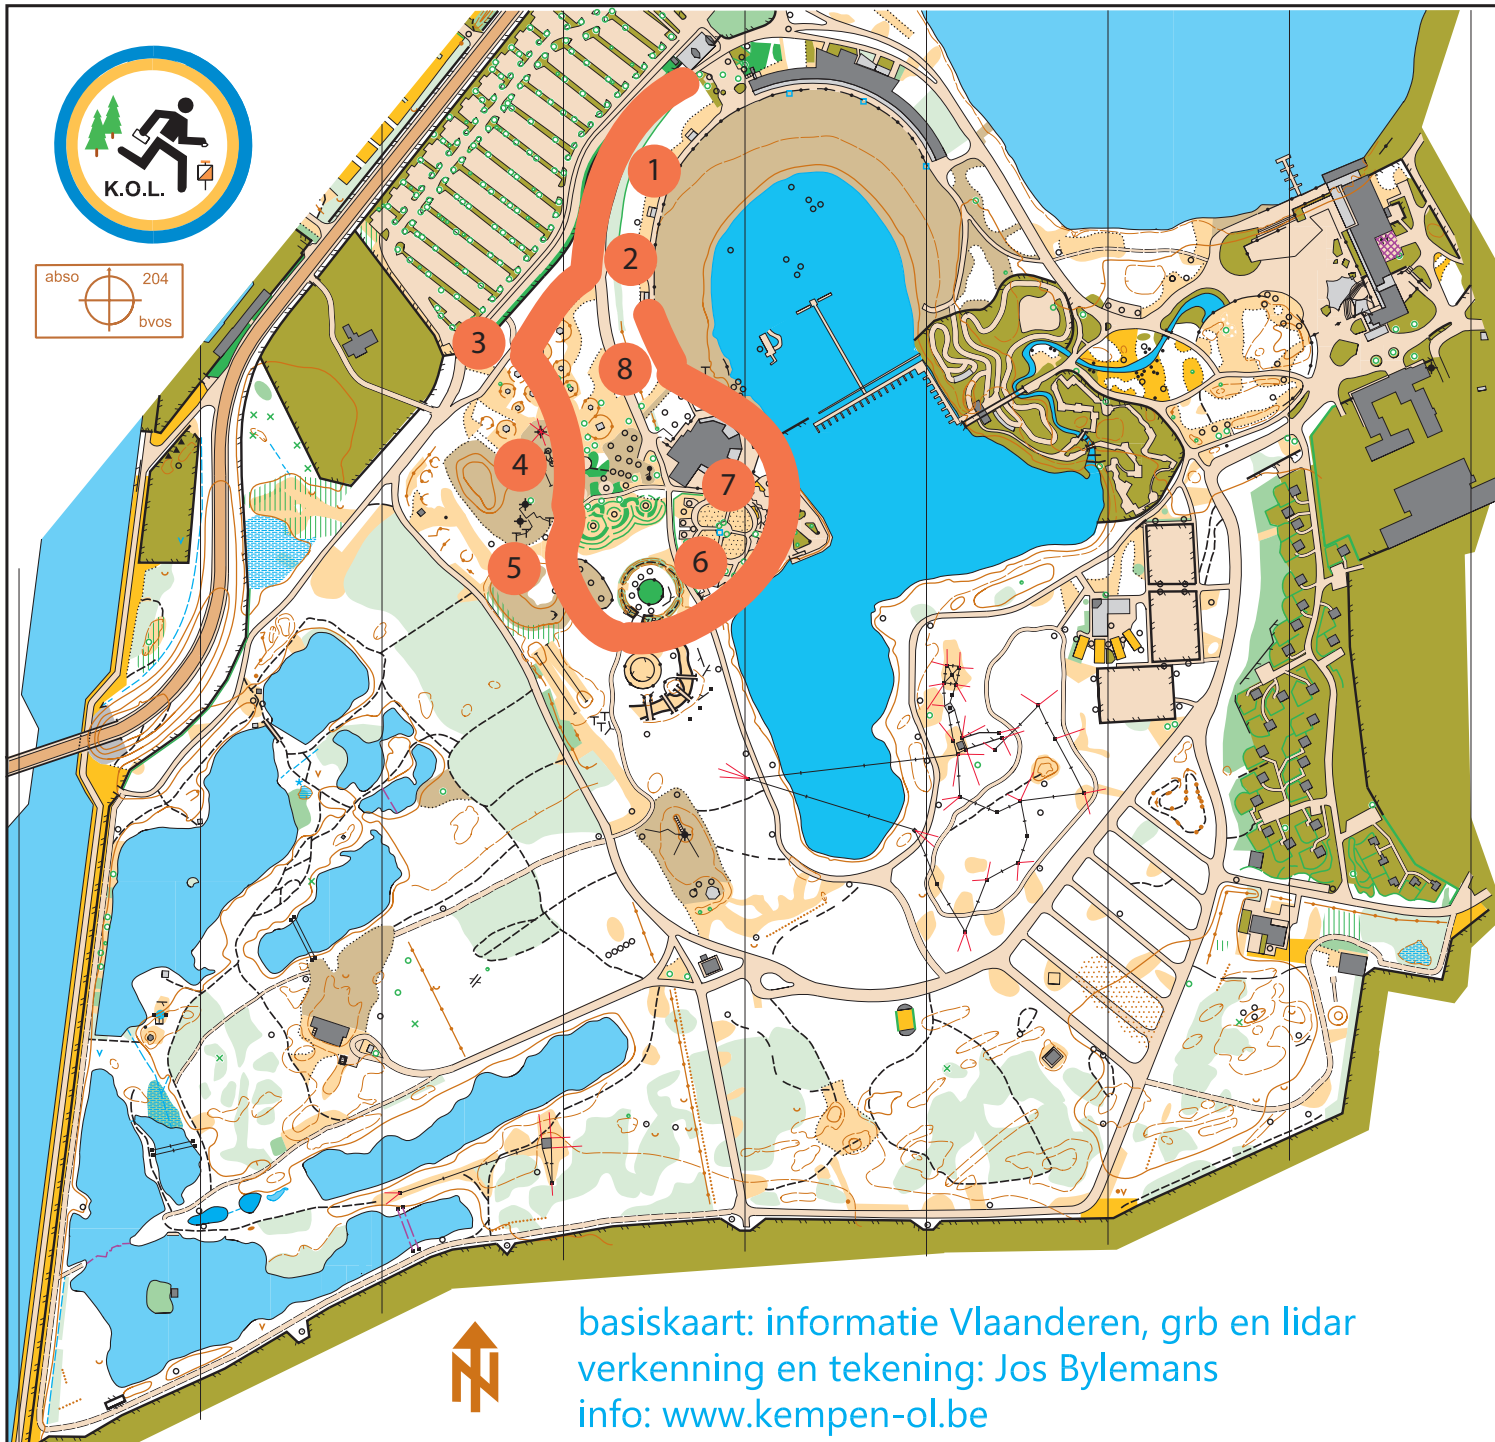 K.O.L.
abso 204
bvos
1
2
3
8
4
7
5
6
basiskaart: informatie Vlaanderen, grb en lidar
verkenning en tekening: Jos Bylemans
info: www.kempen-ol.be
N